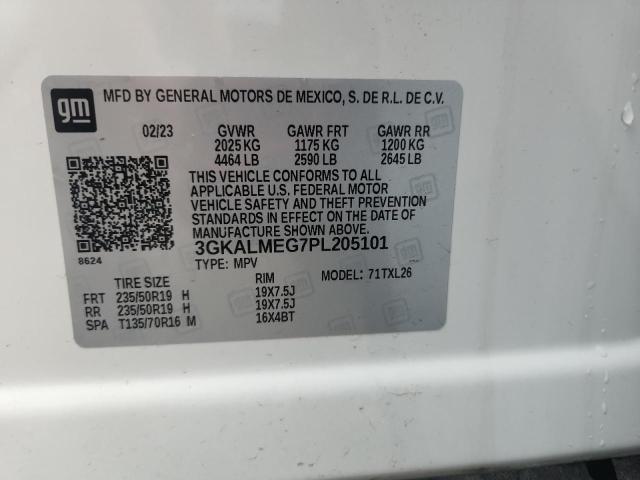 gm
MFD BY GENERAL MOTORS DE MEXICO, S. DE R.L. DE C.V.
02/23 GVWR GAWR FRT GAWR RR
2025 KG 1175 KG 1200 KG
4464 LB 2590 LB 2645 LB
THIS VEHICLE CONFORMS TO ALL
APPLICABLE U.S. FEDERAL MOTOR
VEHICLE SAFETY AND THEFT PREVENTION
STANDARDS IN EFFECT ON THE DATE OF
MANUFACTURE SHOWN ABOVE.
8624 3GKALMEG7PL205101
TYPE: MPV MODEL: 71TXL26
TIRE SIZE RIM
FRT 235/50R19 H 19X7.5J
RR 235/50R19 H 19X7.5J
SPA T135/70R16 M 16X4BT